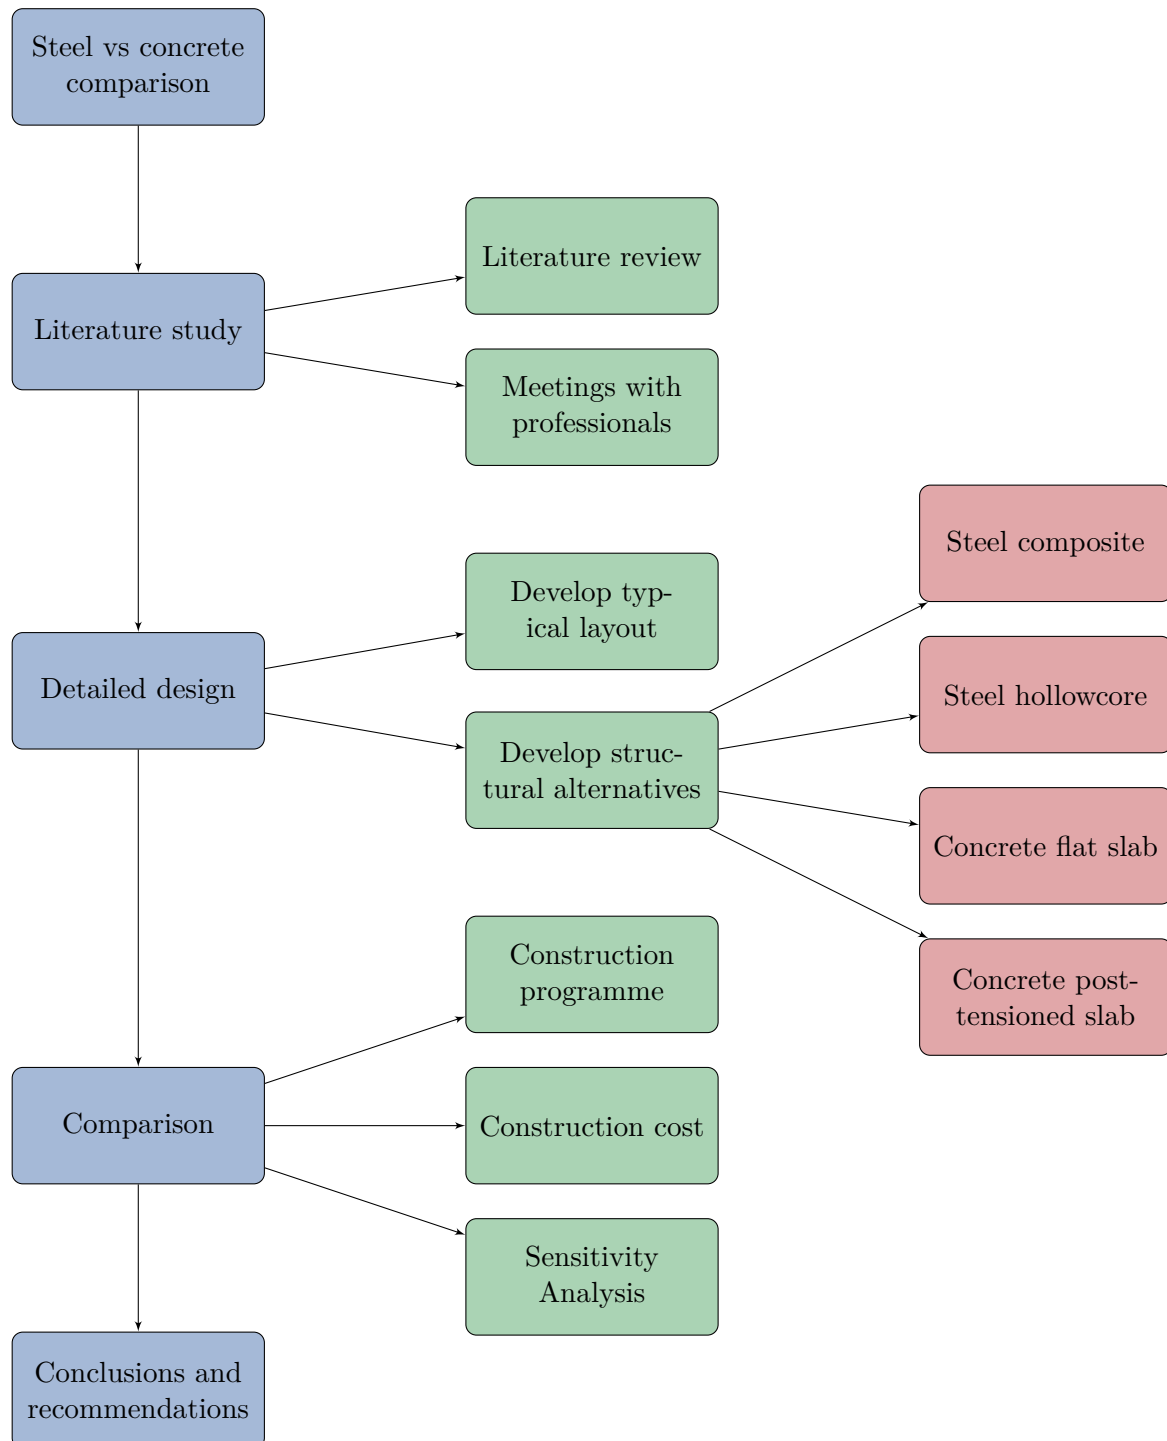 Steel vs concrete
comparison
Literature review
Literature study
Meetings with
professionals
Steel composite
Develop typ-
ical layout
Detailed design
Steel hollowcore
Develop struc-
tural alternatives
Concrete flat slab
Construction
programme
Concrete post-
tensioned slab
Comparison
Construction cost
Sensitivity
Analysis
Conclusions and
recommendations